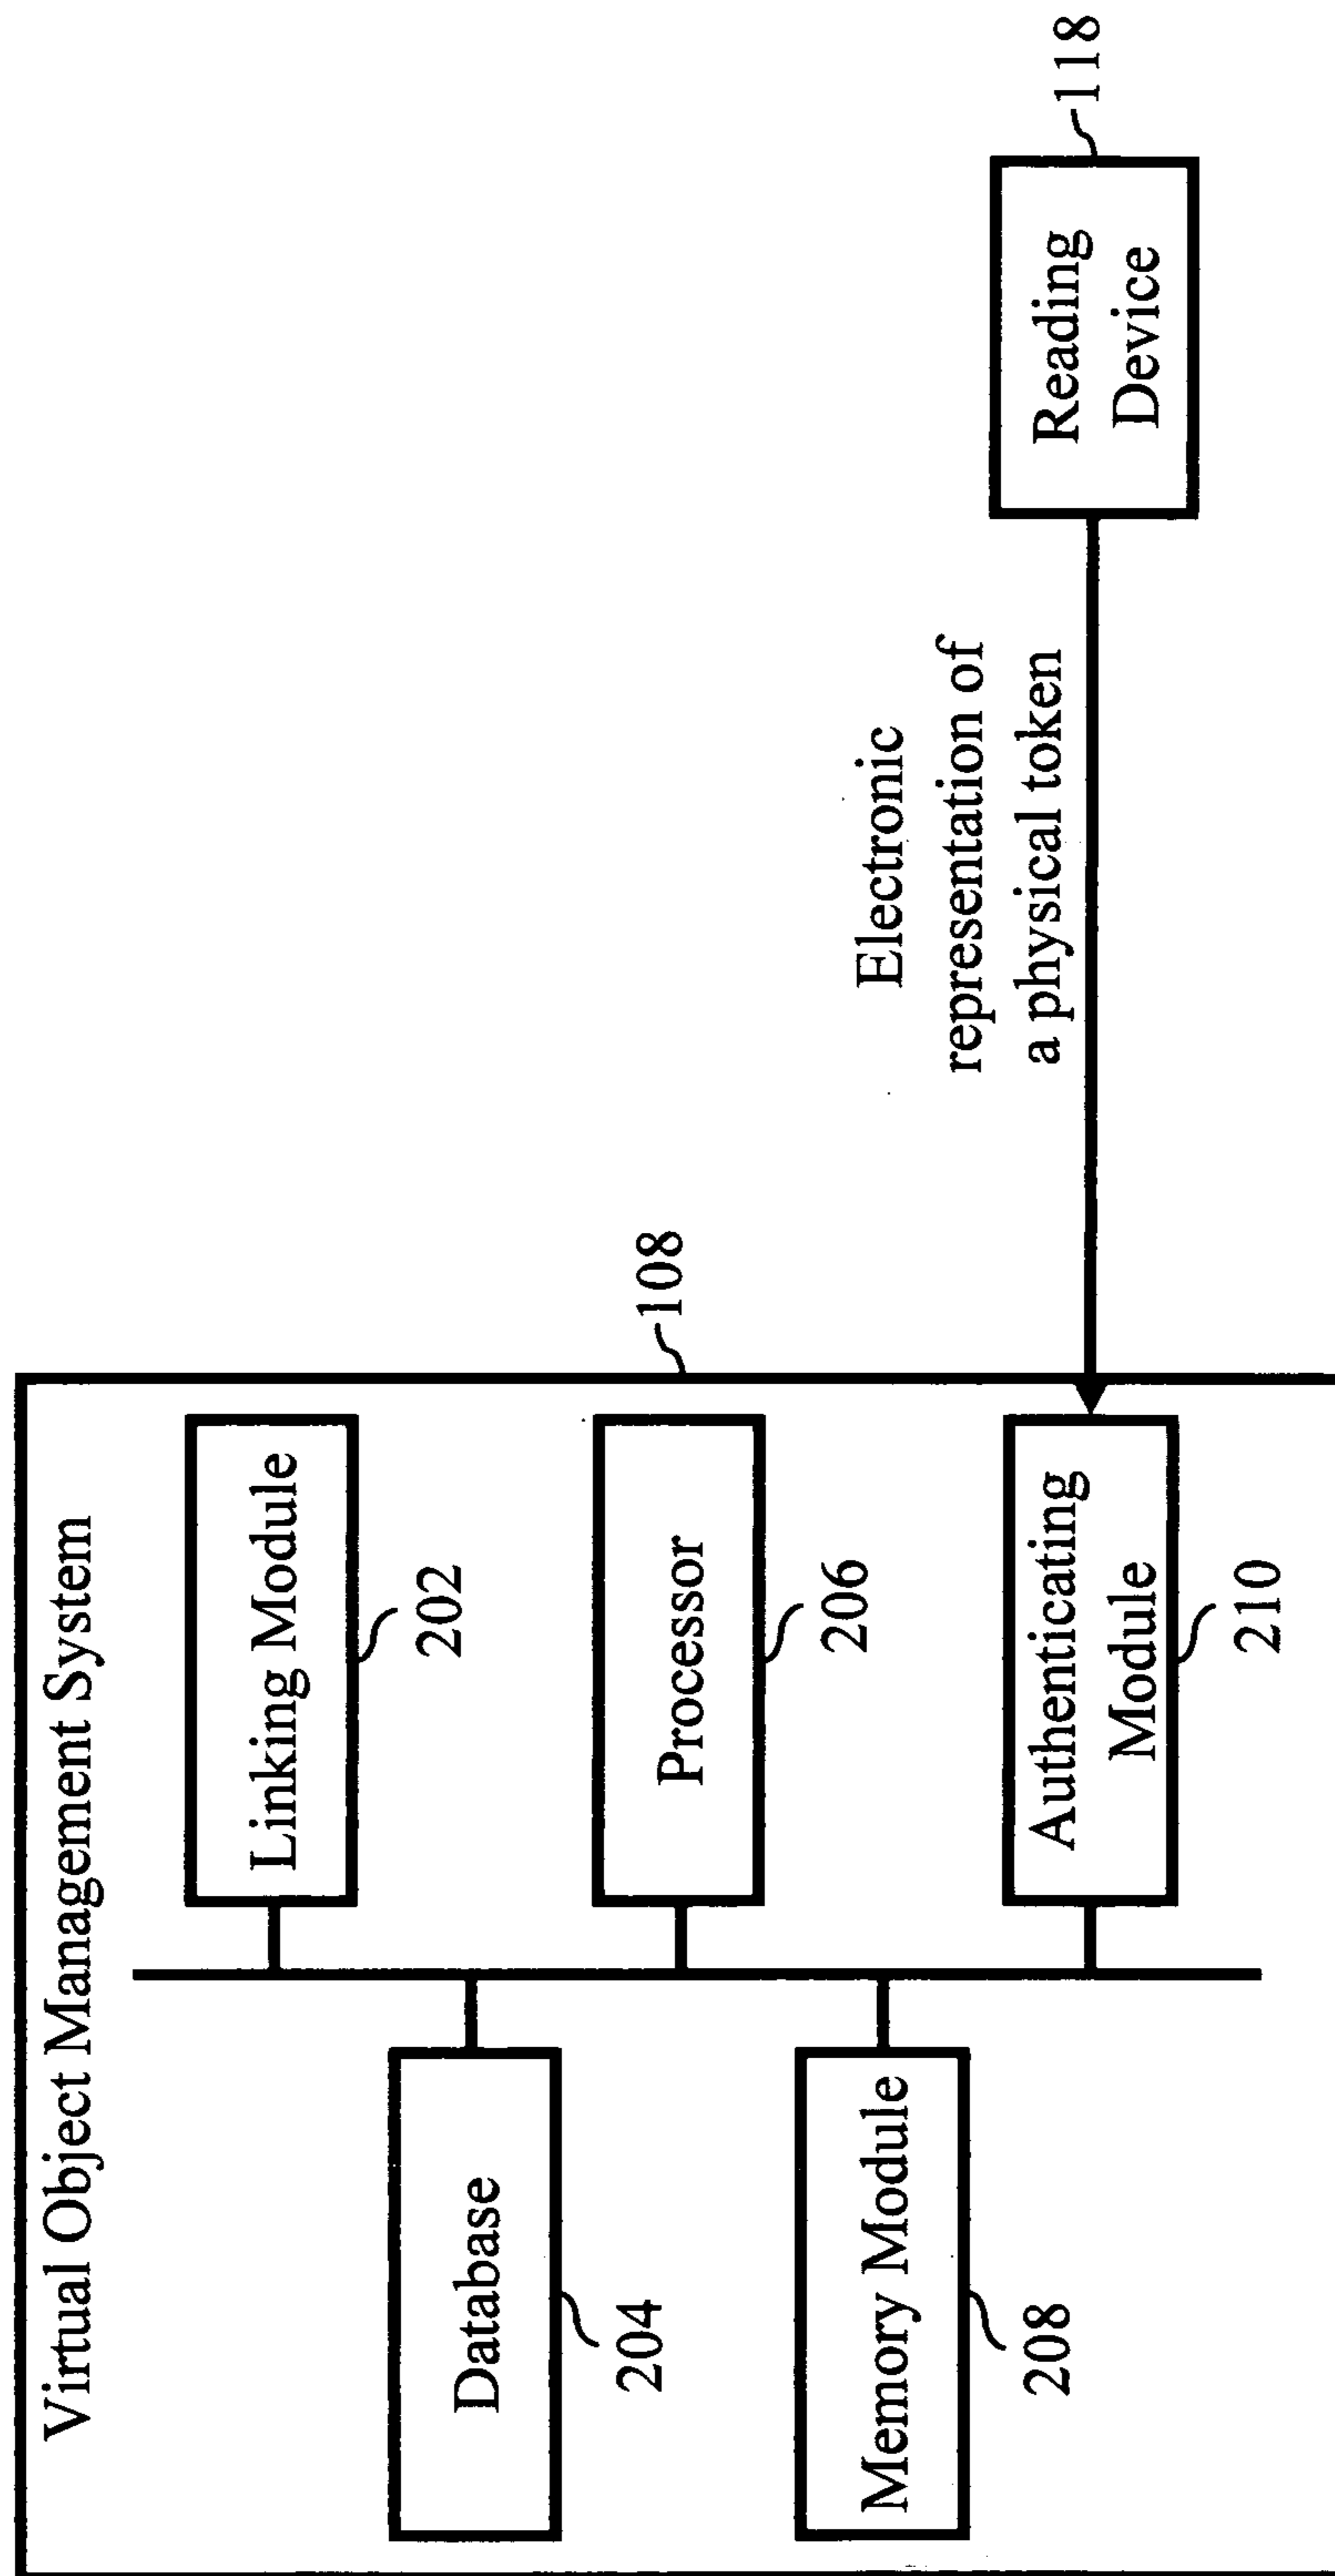 Virtual Object Management System
Database
204
Memory Module
208
Linking Module
202
Processor
206
Authenticating
Module
210
108
Electronic
representation of
a physical token
Reading
Device
118